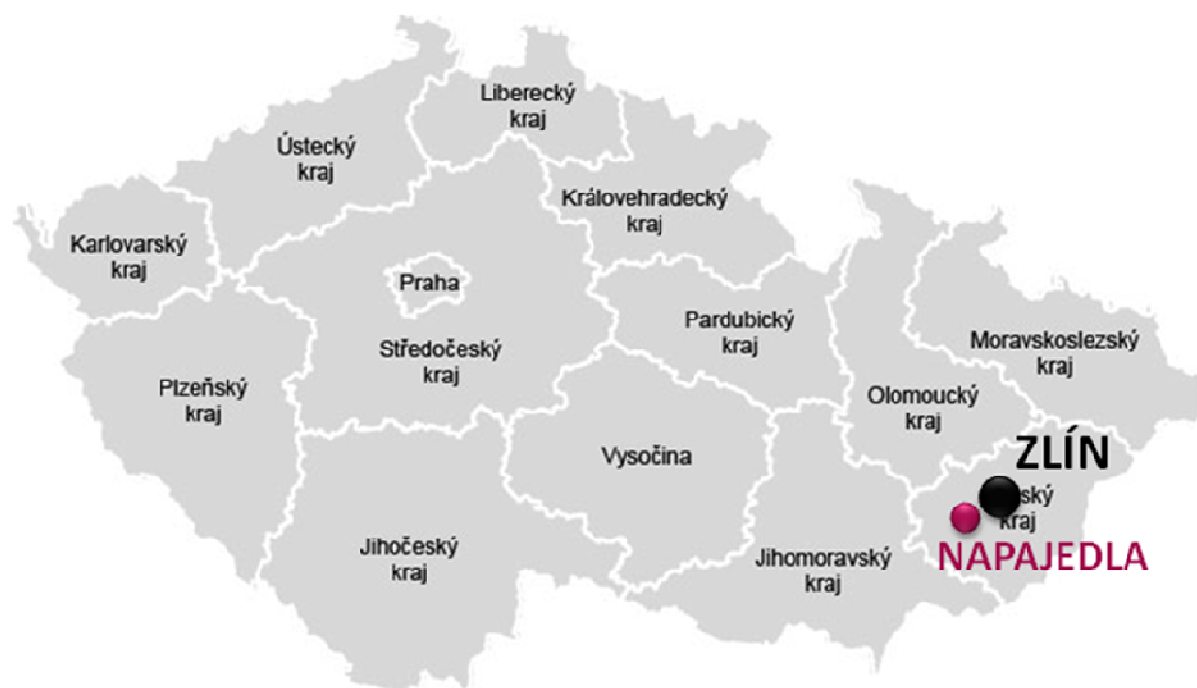 Liberecký
kraj
Ústecký
kraj
Královehradecký
kraj
Karlovarský
kraj
Praha
Středočeský
kraj
Pardubický
kraj
Moravskoslezský
kraj
Plzeňský
kraj
Olomoucký
kraj
Vysočina
ZLÍN
ský
kraj
NAPAJEDLA
Jihočeský
kraj
Jihomoravský
kraj